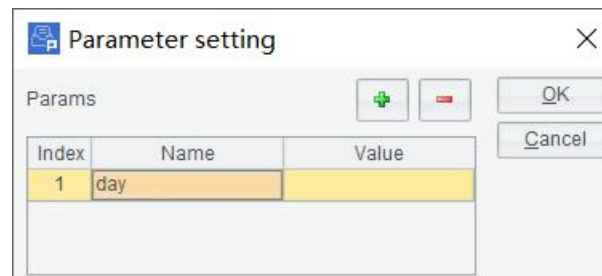 Parameter setting
Params
OK
Cancel
Index Name Value
1 day